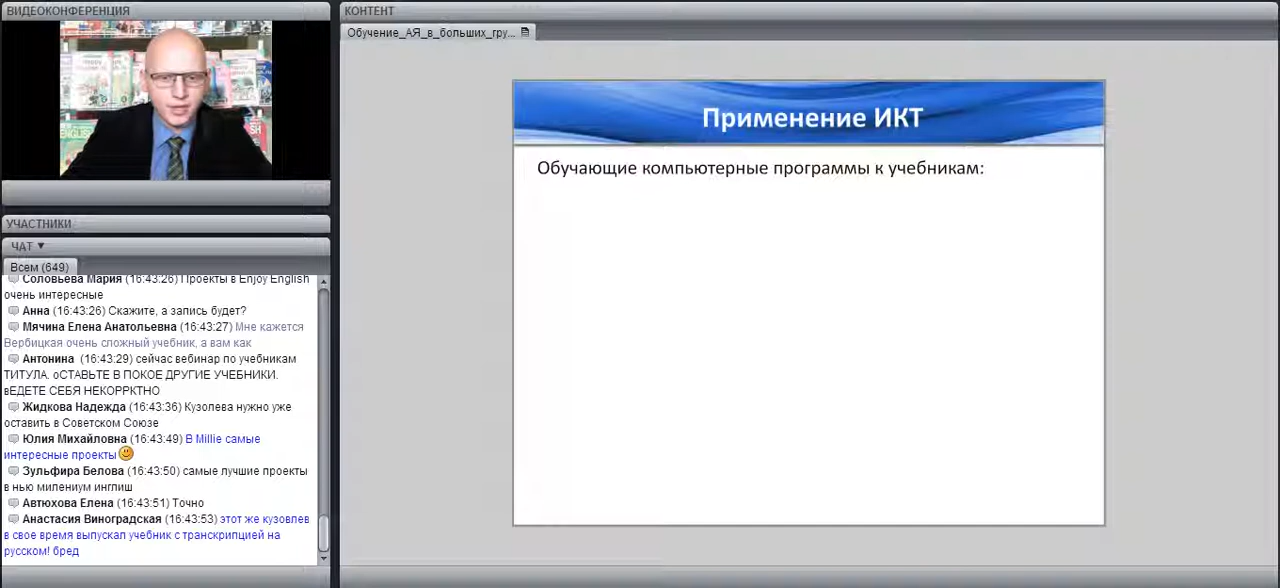 ВИДЕОКОНФЕРЕНЦИЯ
УЧАСТНИКИ
ЧАТ
Всем (649)
Соловьева Мария (16:43:26) Проекты в Enjoy English
очень интересные
Анна (16:43:26) Скажите, а запись будет?
Мячина Елена Анатольевна (16:43:27) Мне кажется
Вербицкая очень сложный учебник, а вам как
Антонина (16:43:29) сейчас вебинар по учебникам
ТИТУЛА. оСТАВЬТЕ В ПОКОЕ ДРУГИЕ УЧЕБНИКИ.
вЕДЕТЕ СЕБЯ НЕКОРРКТНО
Жидкова Надежда (16:43:36) Кузолева нужно уже
оставить в Советском Союзе
Юлия Михайловна (16:43:49) В Millie самые
интересные проекты
Зульфира Белова (16:43:50) самые лучшие проекты
в нью милениум инглиш
Автюхова Елена (16:43:51) Точно
Анастасия Виноградская (16:43:53) этот же кузовлев
в свое время выпускал учебник с транскрипцией на
русском! бред
КОНТЕНТ
Обучение_АЯ_в_больших_гру...
Применение ИКТ
Обучающие компьютерные программы к учебникам: